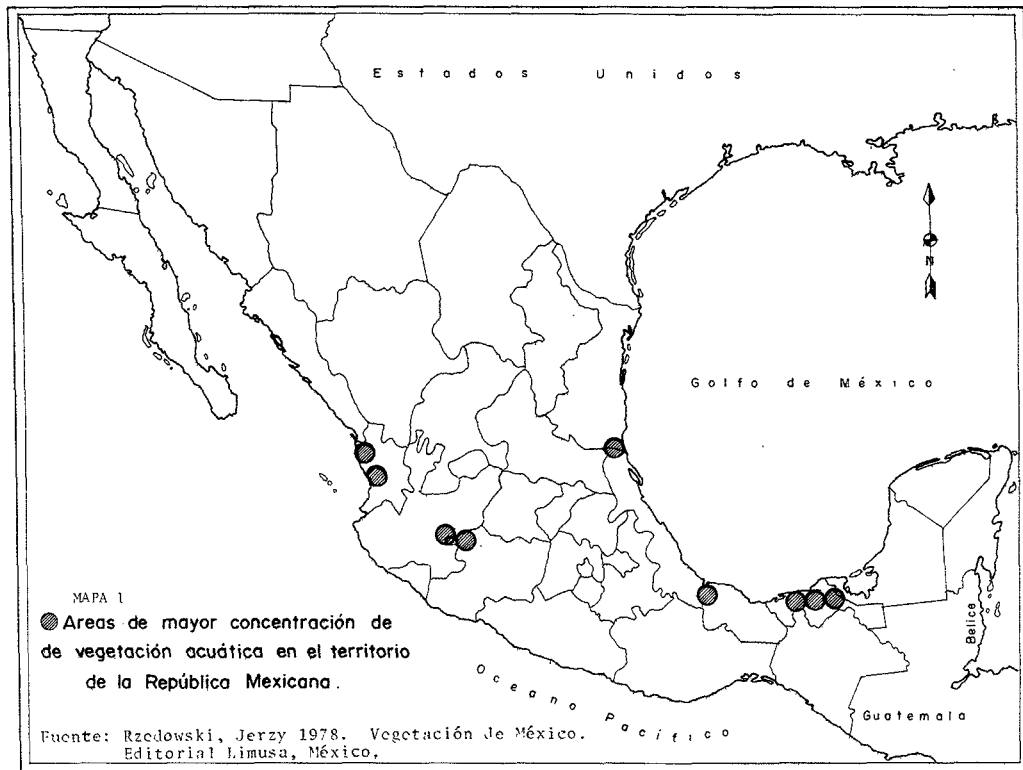 Estados Unidos
N
Golfo de México
MAPA 1
Areas de mayor concentración de
de vegetación acuática en el territorio
de la República Mexicana.
Oceano Pacífico
Belice
Guatemala
Fuente: Rzedowski, Jerzy 1978. Vegetación de México.
Editorial Limusa, México,